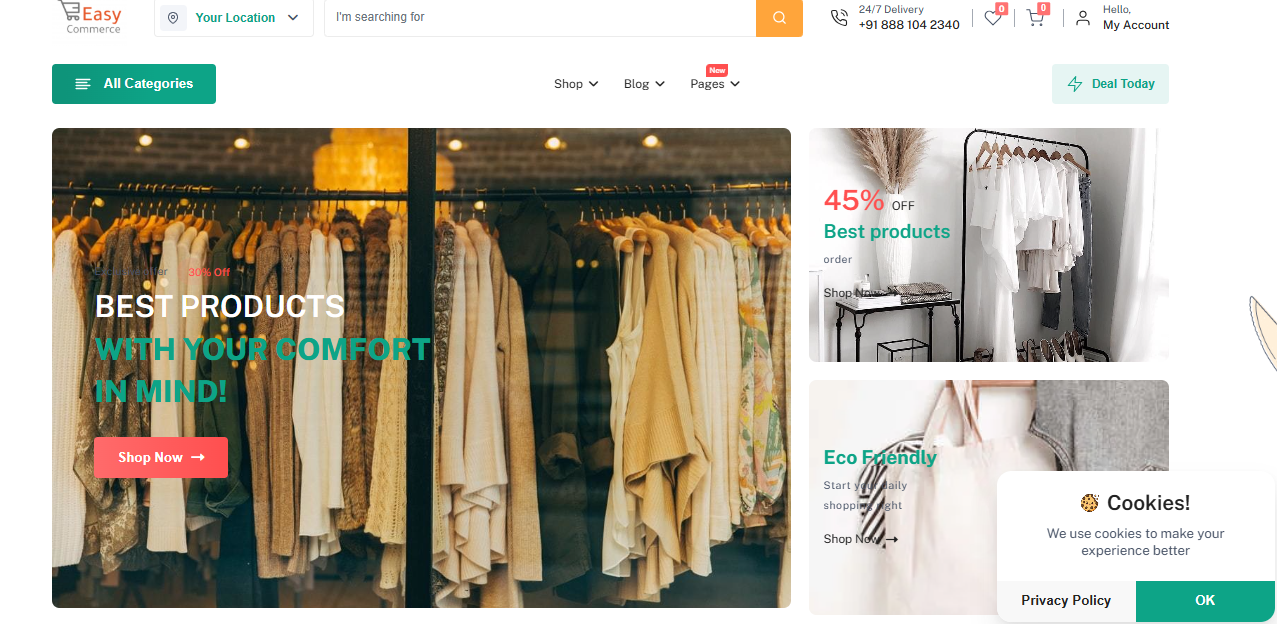 Easy
Commerce
Your Location
I'm searching for
24/7 Delivery
+91 888 104 2340
0
0
Hello,
My Account
All Categories
Shop
Blog
New
Pages
Deal Today
30% Off
BEST PRODUCTS
WITH YOUR COMFORT
IN MIND!
Shop Now
45% OFF
Best products
order
Shop Now
Eco Friendly
Start your daily
shopping right
Shop Now
Cookies!
We use cookies to make your
experience better
Privacy Policy
OK